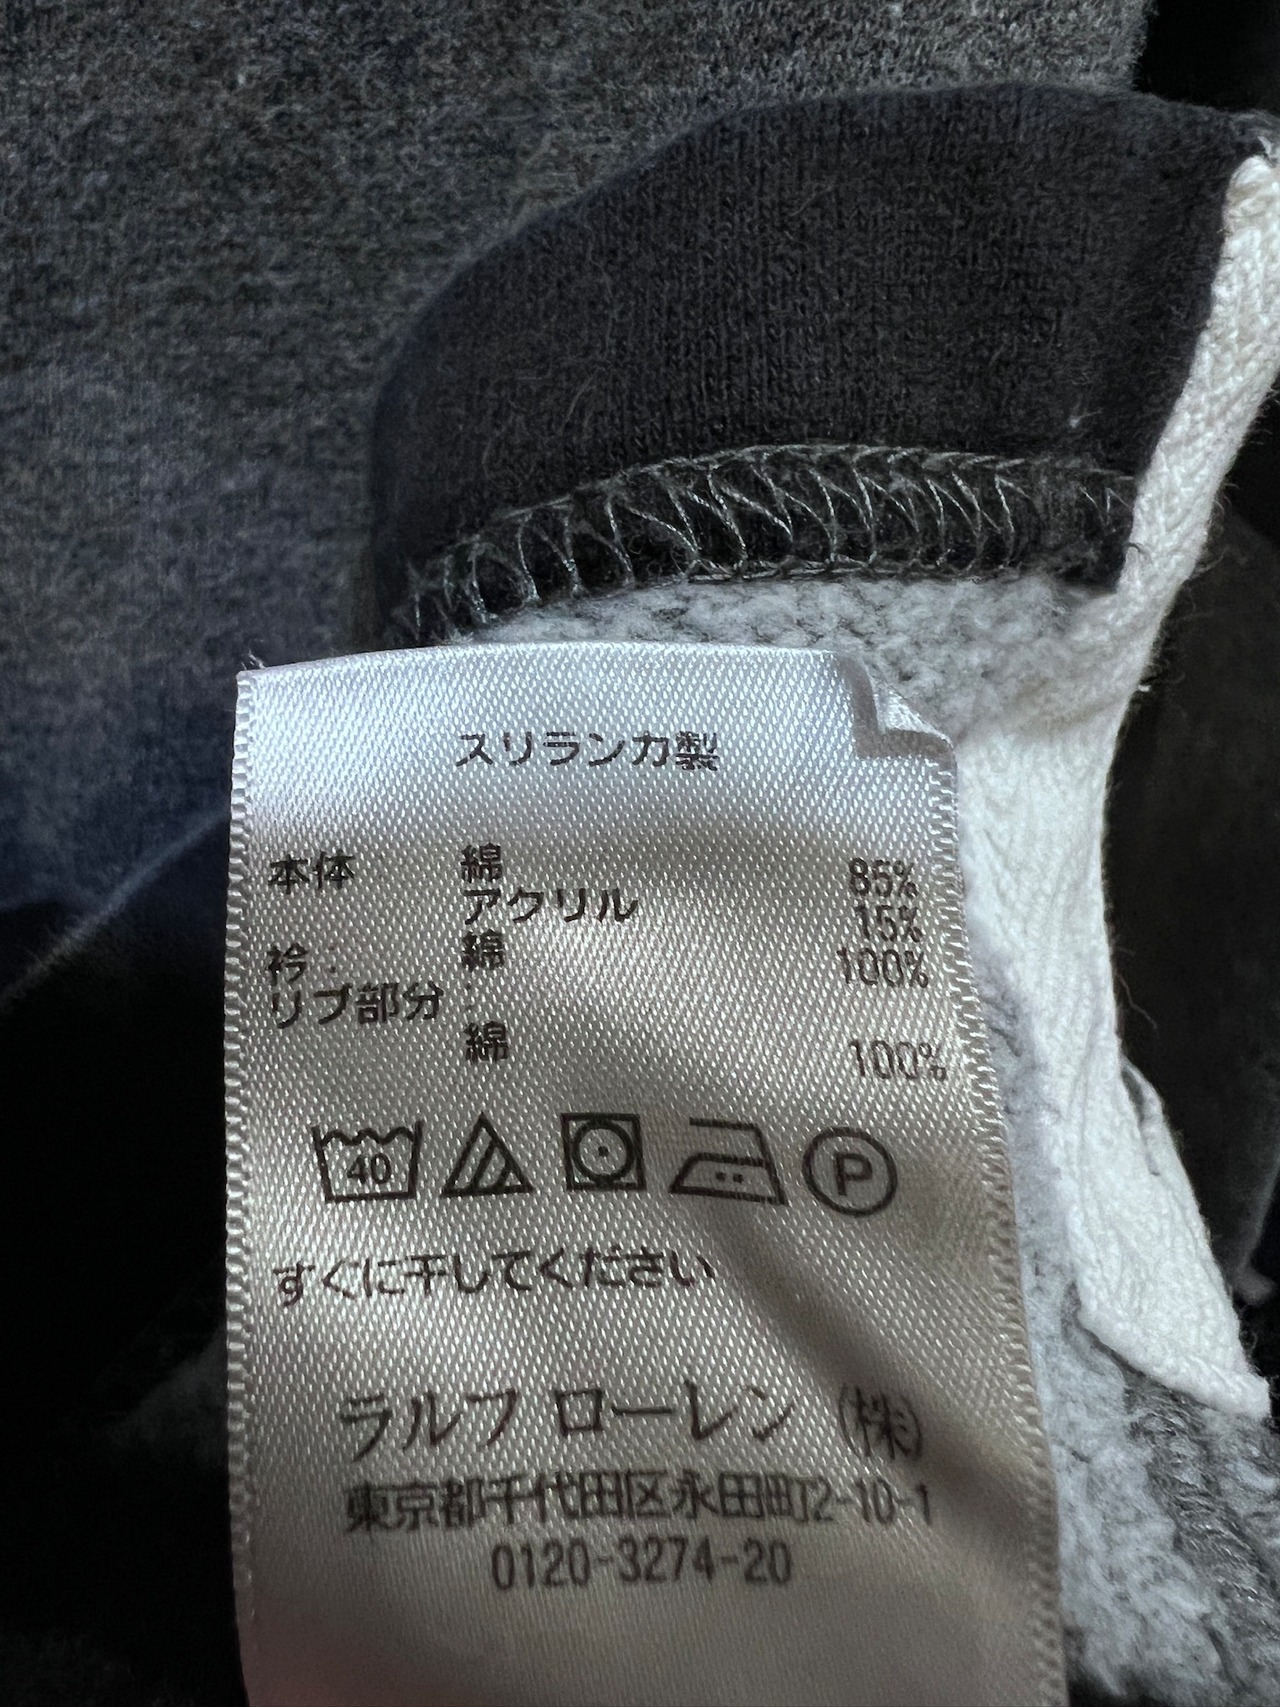 スリランカ製
本体 綿 85%
アクリル 15%
衿: 綿 100%
リブ部分:
綿 100%
40 P
すぐに干してください
ラルフ ローレン (株)
東京都千代田区永田町2-10-1
0120-3274-20